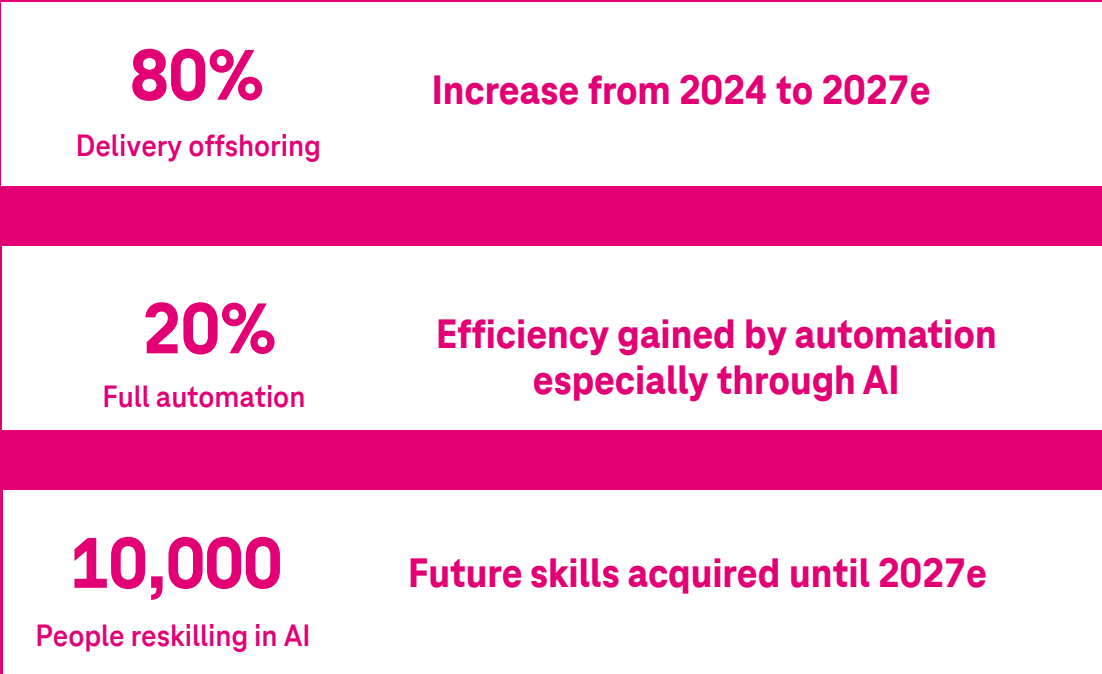 80%
Delivery offshoring
Increase from 2024 to 2027e
20%
Full automation
Efficiency gained by automation
especially through AI
10,000
People reskilling in AI
Future skills acquired until 2027e